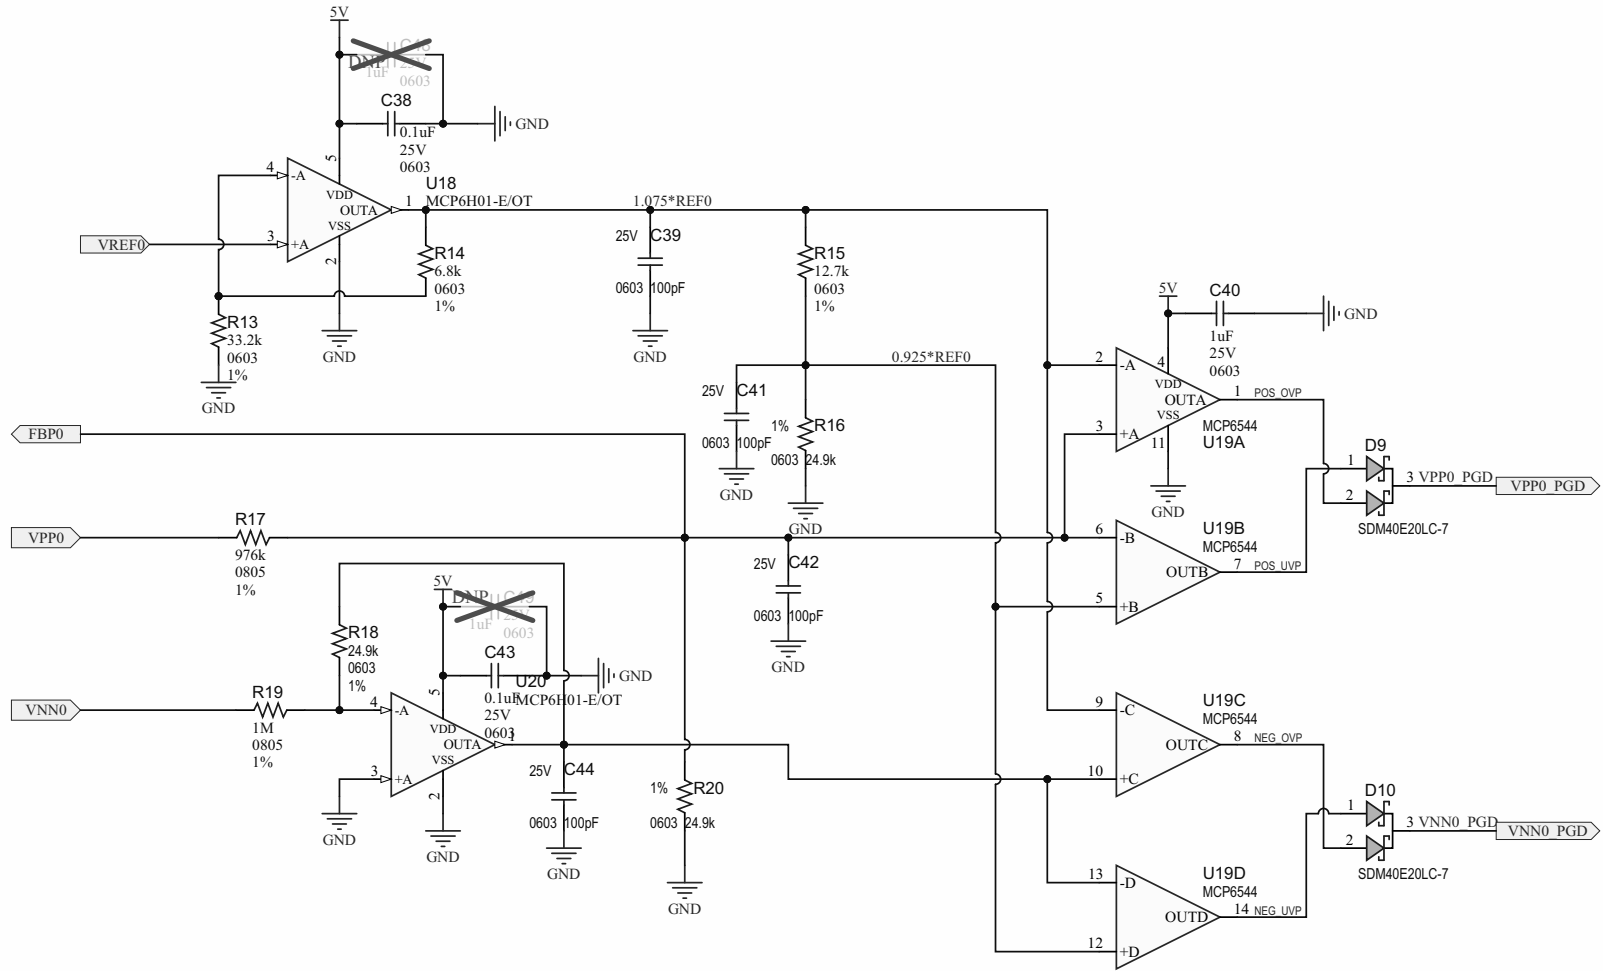 5V
C48
DNP
25V
1uF
0603
C38
GND
0.1uF
25V
0603
5
4
-A
U18
VDD
MCP6H01-E/OT
1
OUTA
1.075*REF0
VSS
VREF0
3
+A
2
25V
C39
R14
6.8k
0603
1%
0603
100pF
R15
12.7k
0603
1%
GND
GND
R13
33.2k
0603
1%
GND
5V
C40
GND
1uF
25V
0603
0.925*REF0
2
-A
4
VDD
OUTA
1
POS_OVP
VSS
3
+A
11
MCP6544
U19A
GND
25V
C41
0603
100pF
GND
1%
R16
0603
24.9k
GND
FBP0
D9
1
2
3
VPP0_PGD
VPP0_PGD
SDM40E20LC-7
VPP0
R17
976k
0805
1%
6
-B
U19B
MCP6544
OUTB
7
POS_UVP
5
+B
25V
C42
0603
100pF
GND
5V
DNP
C49
25V
1uF
0603
R18
24.9k
0603
1%
C43
GND
U20
0.1uF
MCP6H01-E/OT
25V
0603
5
VNN0
R19
1M
0805
1%
4
-A
VDD
OUTA
1
VSS
3
+A
2
GND
GND
25V
C44
0603
100pF
GND
1%
R20
0603
24.9k
GND
9
-C
U19C
MCP6544
OUTC
8
NEG_OVP
10
+C
D10
1
2
3
VNN0_PGD
VNN0_PGD
SDM40E20LC-7
13
-D
U19D
MCP6544
OUTD
14
NEG_UVP
12
+D